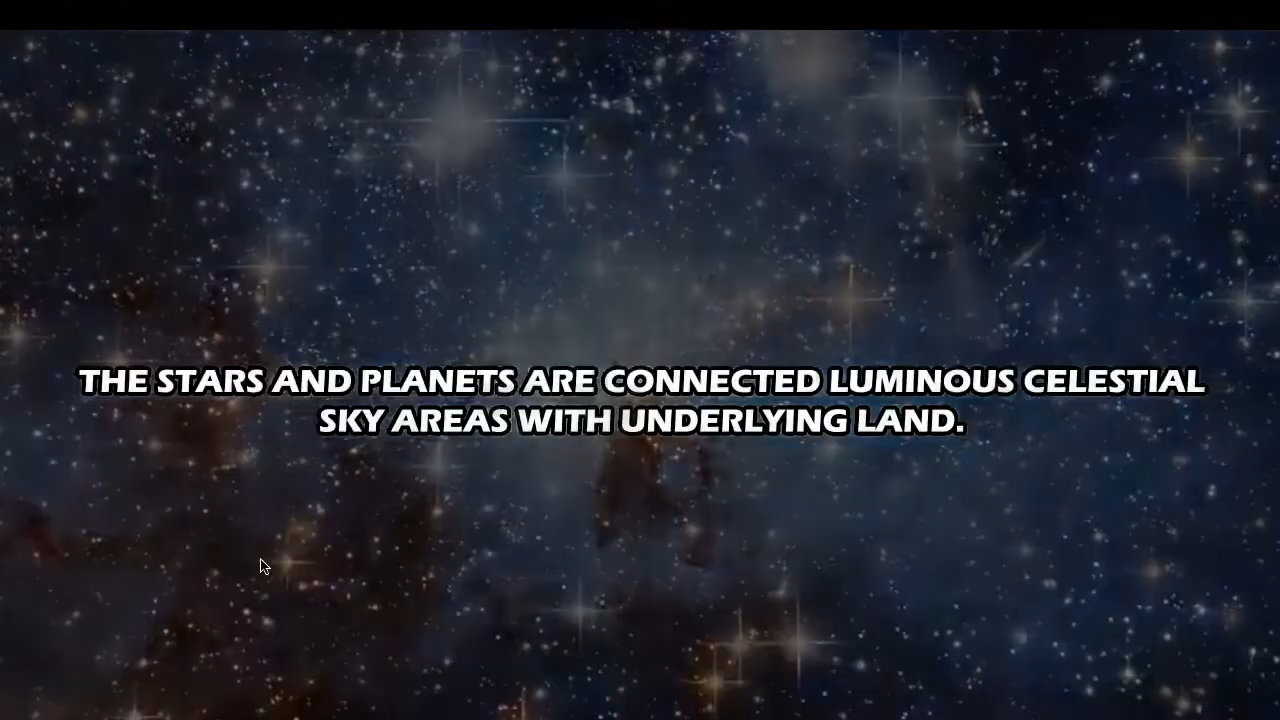 THE STARS AND PLANETS ARE CONNECTED LUMINOUS CELESTIAL
SKY AREAS WITH UNDERLYING LAND.